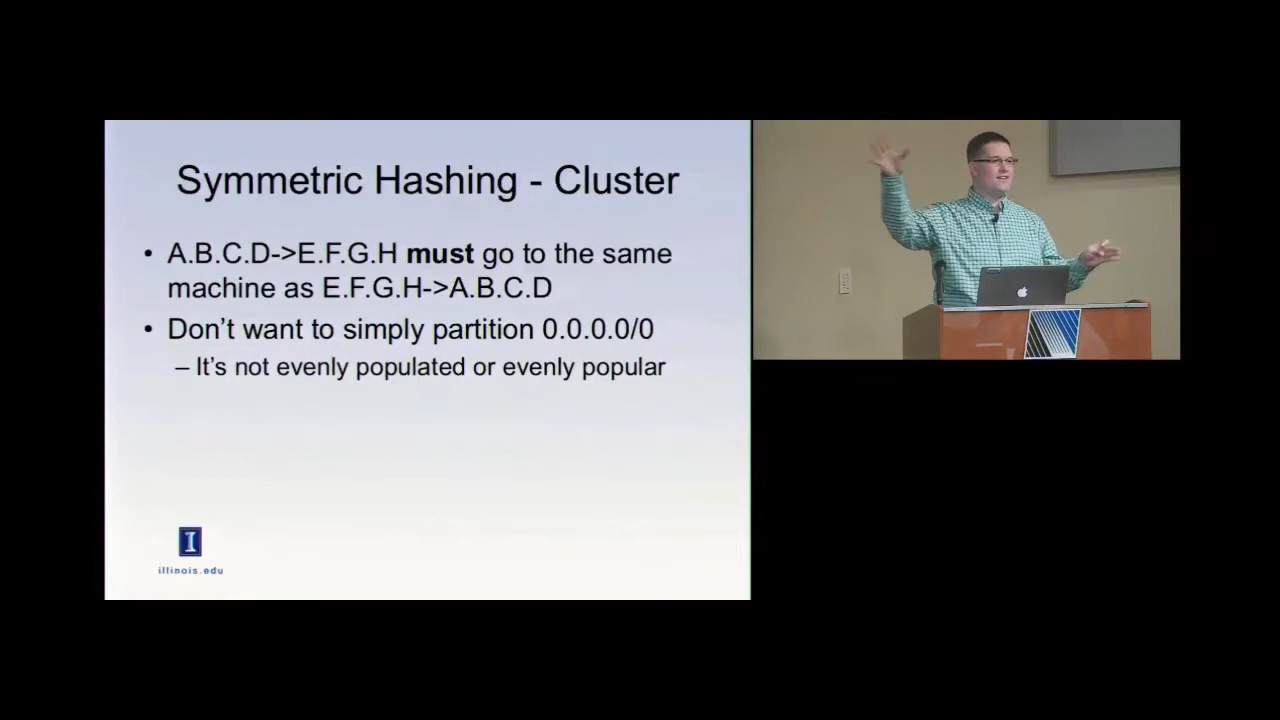 Symmetric Hashing - Cluster
• A.B.C.D->E.F.G.H must go to the same
machine as E.F.G.H->A.B.C.D
• Don't want to simply partition 0.0.0.0/0
– It's not evenly populated or evenly popular
I
illinois.edu